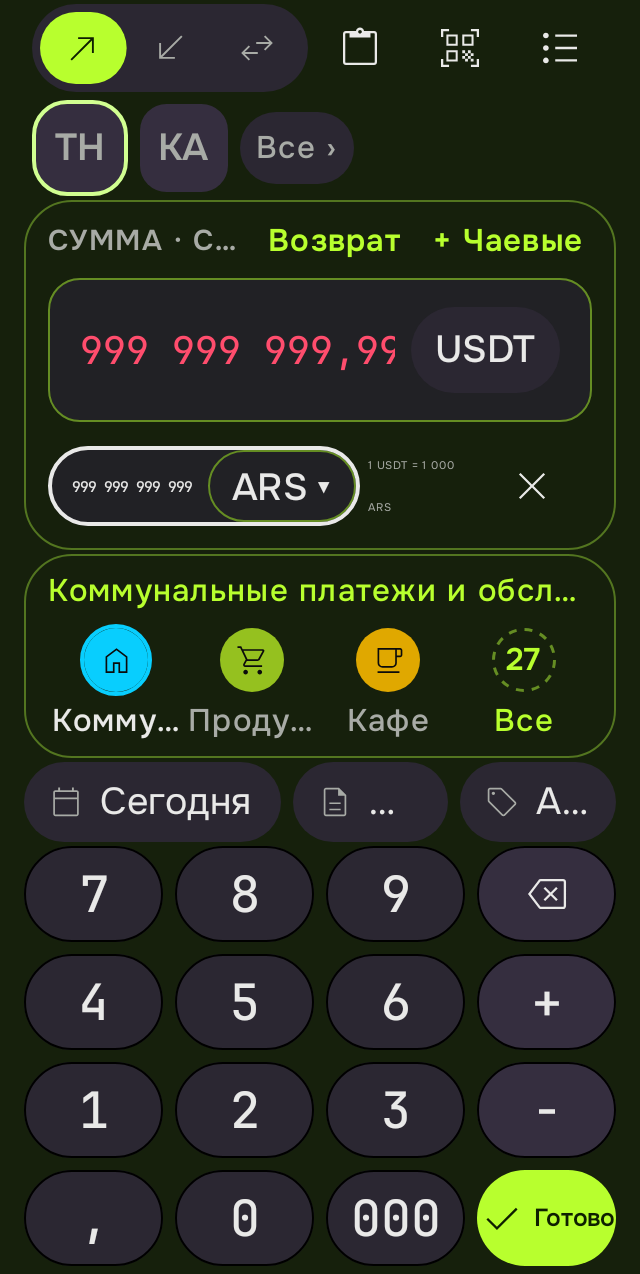 TH KA Все ›
СУММА · С… Возврат + Чаевые
999 999 999,99 USDT
999 999 999 999 ARS ▼ 1 USDT = 1 000
ARS
Коммунальные платежи и обсл…
27
Комму… Проду… Кафе Все
Сегодня … А…
7 8 9
4 5 6 +
1 2 3 -
, 0 000 Готово